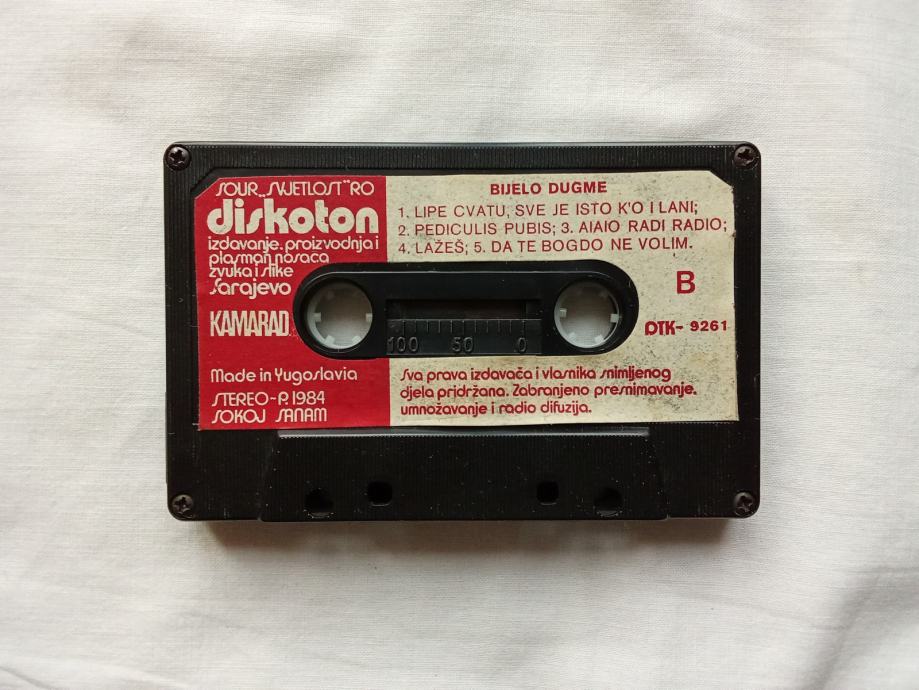 SOUR „SVJETLOST“ RO
diskoton
izdavanje, proizvodnja i
plasman nosača
zvuka i slike
Sarajevo
KAMARAD
Made in Yugoslavia
STEREO-P. 1984
SOKOJ SANAM
BIJELO DUGME
1. LIPE CVATU, SVE JE ISTO K'O I LANI;
2. PEDICULIS PUBIS; 3. AIAIO RADI RADIO;
4. LAŽEŠ; 5. DA TE BOGDO NE VOLIM.
B
DTK- 9261
100 50 0
Sva prava izdavača i vlasnika snimljenog
djela pridržana. Zabranjeno presnimavanje,
umnožavanje i radio difuzija.